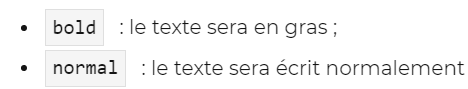 • bold : le texte sera en gras ;
• normal : le texte sera écrit normalement